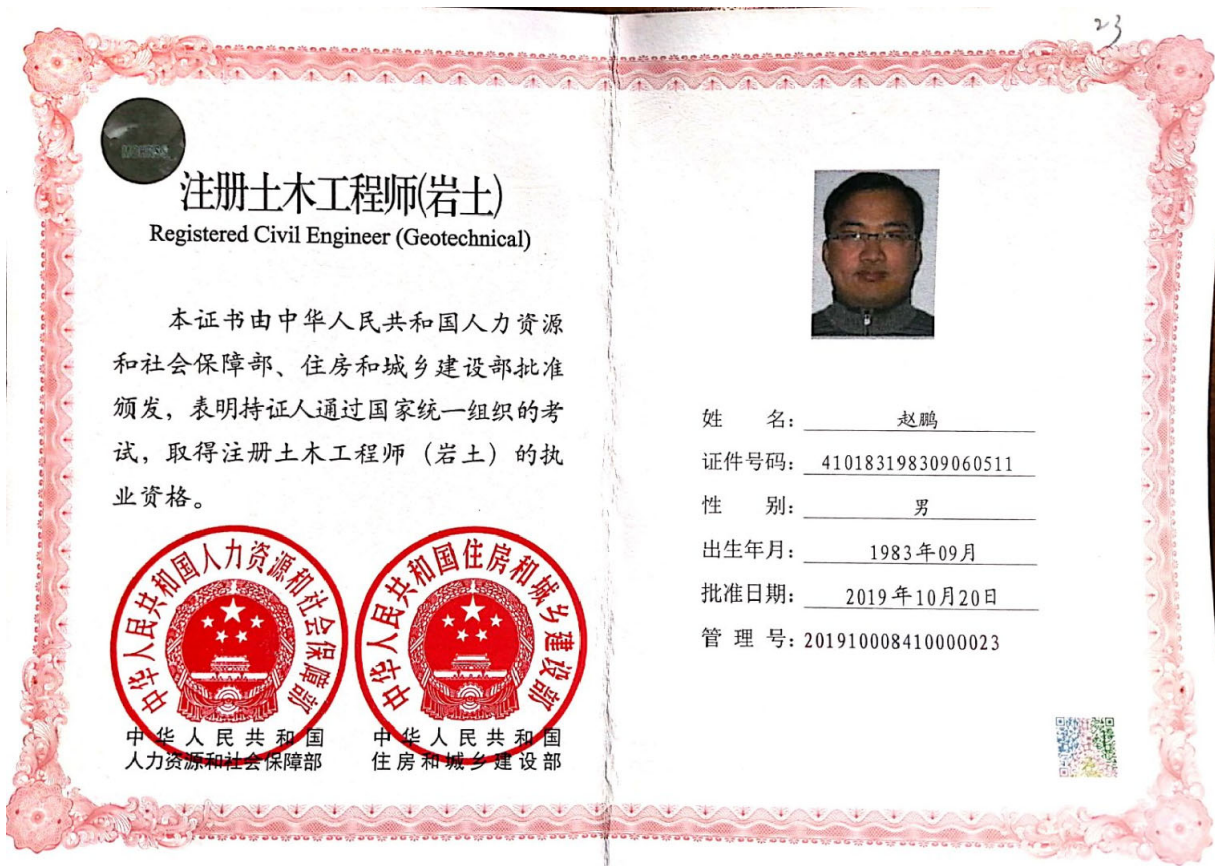 23
MOHRSS
注册土木工程师(岩土)
Registered Civil Engineer (Geotechnical)
本证书由中华人民共和国人力资源
和社会保障部、住房和城乡建设部批准
颁发，表明持证人通过国家统一组织的考
试，取得注册土木工程师（岩土）的执
业资格。
中华人民共和国人力资源和社会保障部
中华人民共和国住房和城乡建设部
中华人民共和国
人力资源和社会保障部
中华人民共和国
住房和城乡建设部
姓 名：赵鹏
证件号码：410183198309060511
性 别：男
出生年月：1983年09月
批准日期：2019年10月20日
管 理 号：201910008410000023